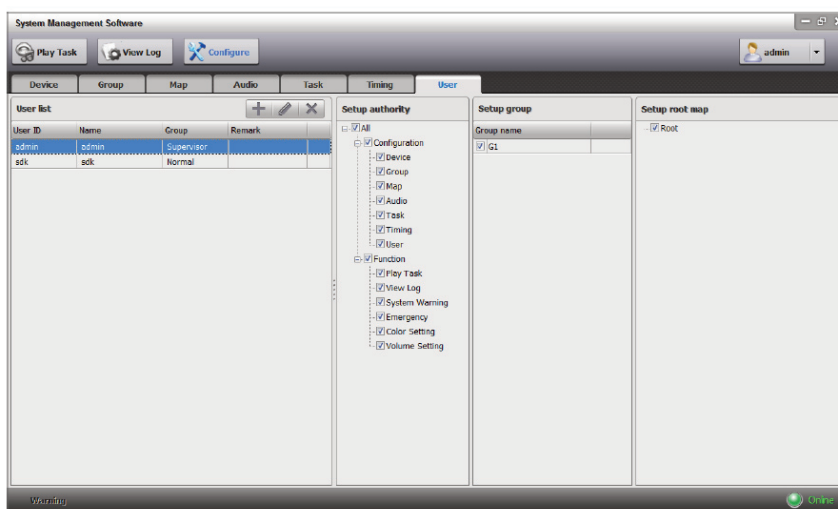 System Management Software
Play Task View Log Configure admin
Device Group Map Audio Task Timing User
User list
User ID Name Group Remark
admin admin Supervisor
sdk sdk Normal
Setup authority
All
Configuration
Device
Group
Map
Audio
Task
Timing
User
Function
Play Task
View Log
System Warning
Emergency
Color Setting
Volume Setting
Setup group
Group name
G1
Setup root map
Root
Warning Online